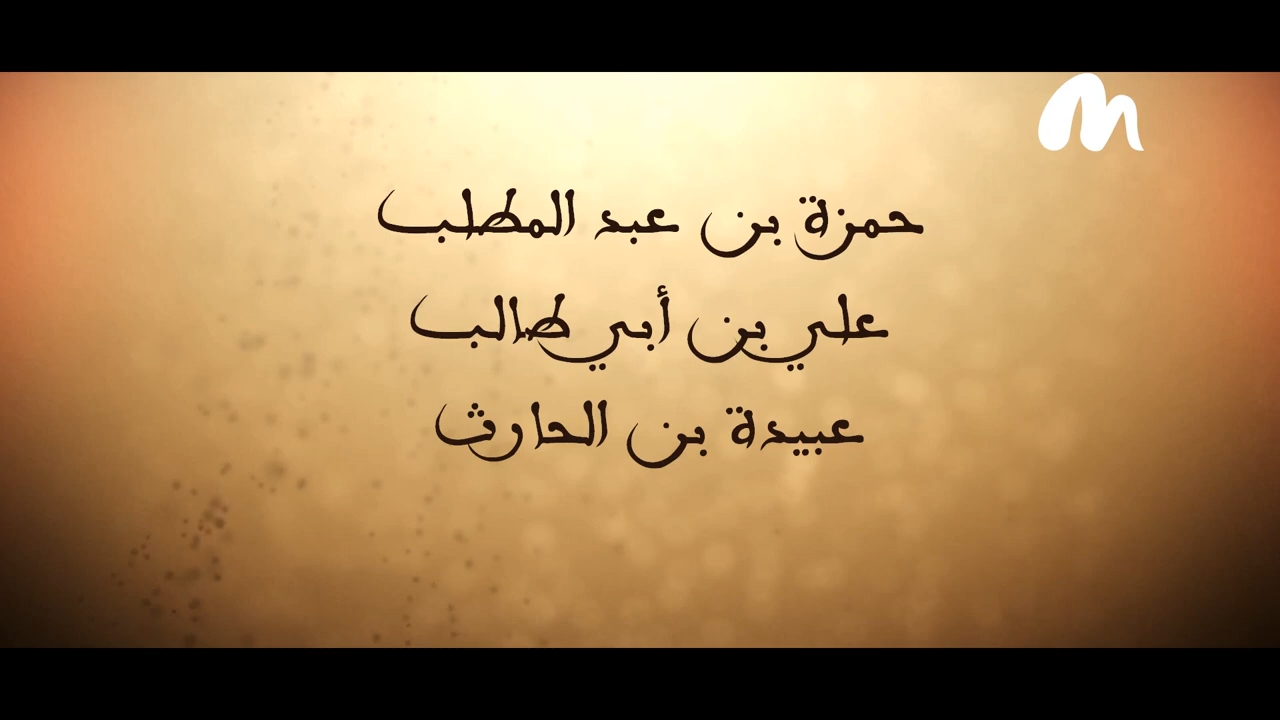 حمزة بن عبد المطلب
علي بن أبي طالب
عبيدة بن الحارث